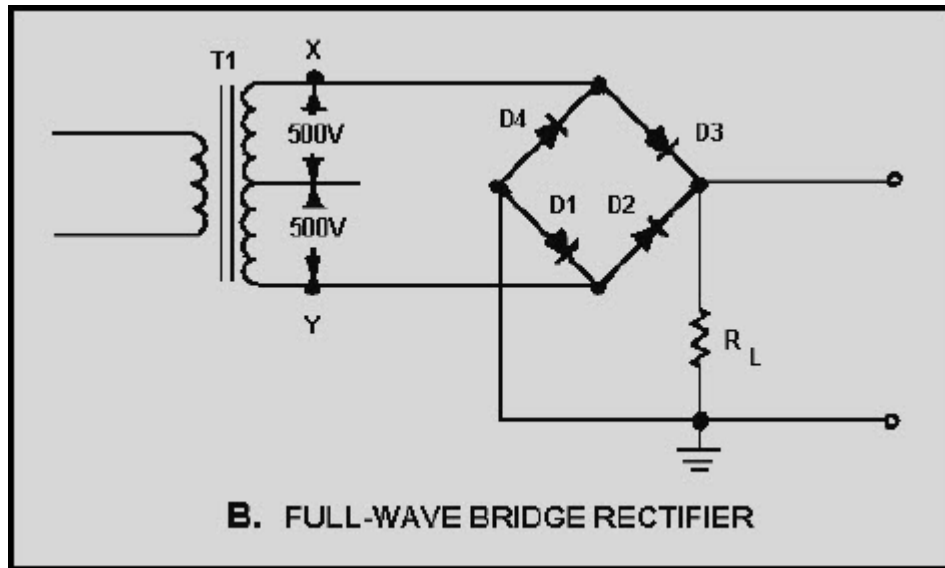 T1
X
500V
500V
Y
D4
D3
D1
D2
R L
B. FULL-WAVE BRIDGE RECTIFIER